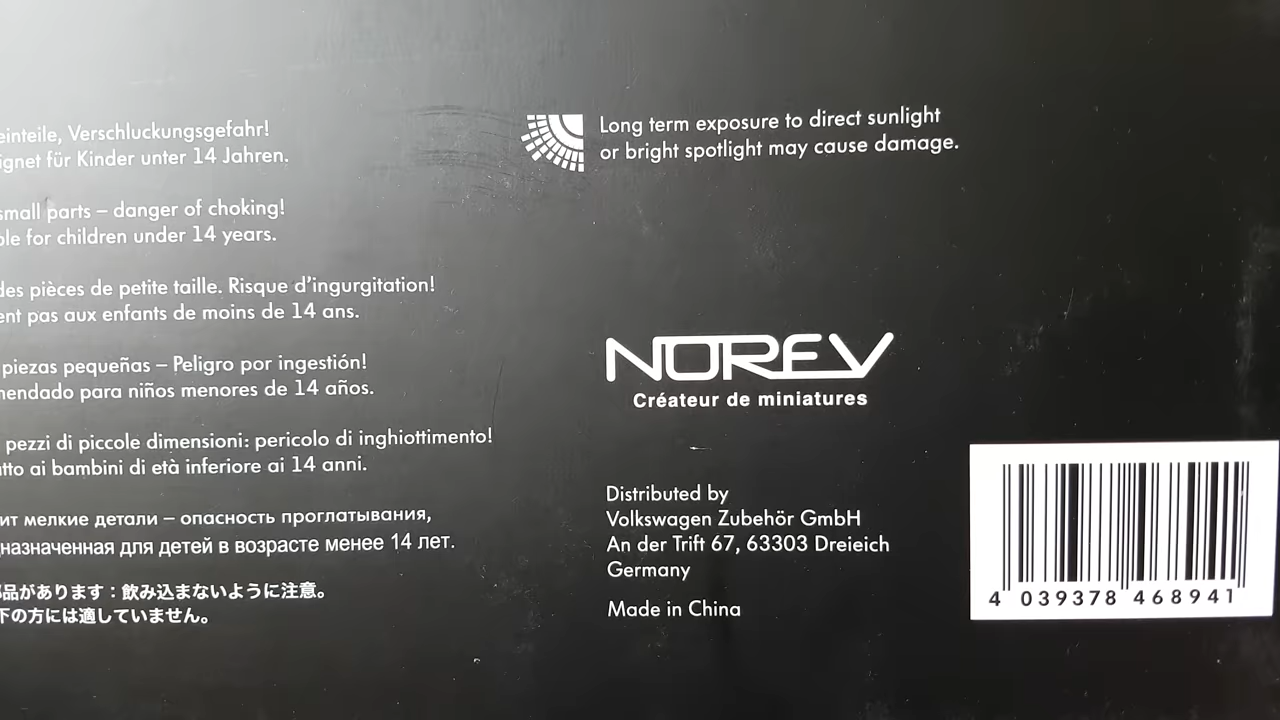 einteile, Verschluckungsgefahr!
ignet für Kinder unter 14 Jahren.
small parts – danger of choking!
ble for children under 14 years.
des pièces de petite taille. Risque d'ingurgitation!
ent pas aux enfants de moins de 14 ans.
piezas pequeñas – Peligro por ingestión!
mendado para niños menores de 14 años.
pezzi di piccole dimensioni: pericolo di inghiottimento!
atto ai bambini di età inferiore ai 14 anni.
ит мелкие детали – опасность проглатывания,
назначенная для детей в возрасте менее 14 лет.
部品があります：飲み込まないように注意。
下の方には適していません。
Long term exposure to direct sunlight
or bright spotlight may cause damage.
NOREV
Créateur de miniatures
Distributed by
Volkswagen Zubehör GmbH
An der Trift 67, 63303 Dreieich
Germany
Made in China
4 039378 468941